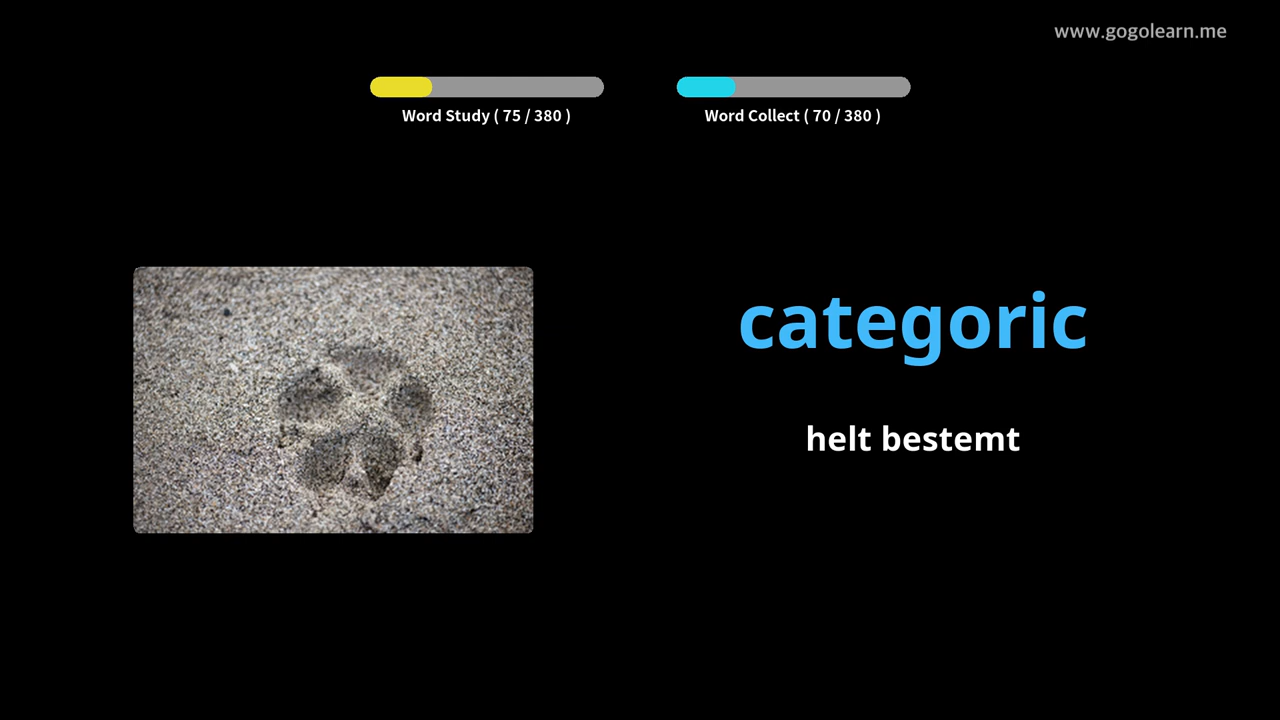 www.gogolearn.me
Word Study ( 75 / 380 )
Word Collect ( 70 / 380 )
categoric
helt bestemt